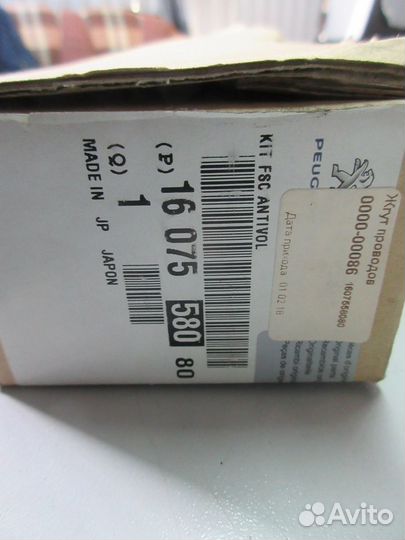 PEUG
KIT FSC ANTIVOL
(P) 16 075 580 80
(Q) 1
MADE IN JP JAPON
Жгут проводов
0000-00086 1607558080
Дата прихода 01.02.18
Avito